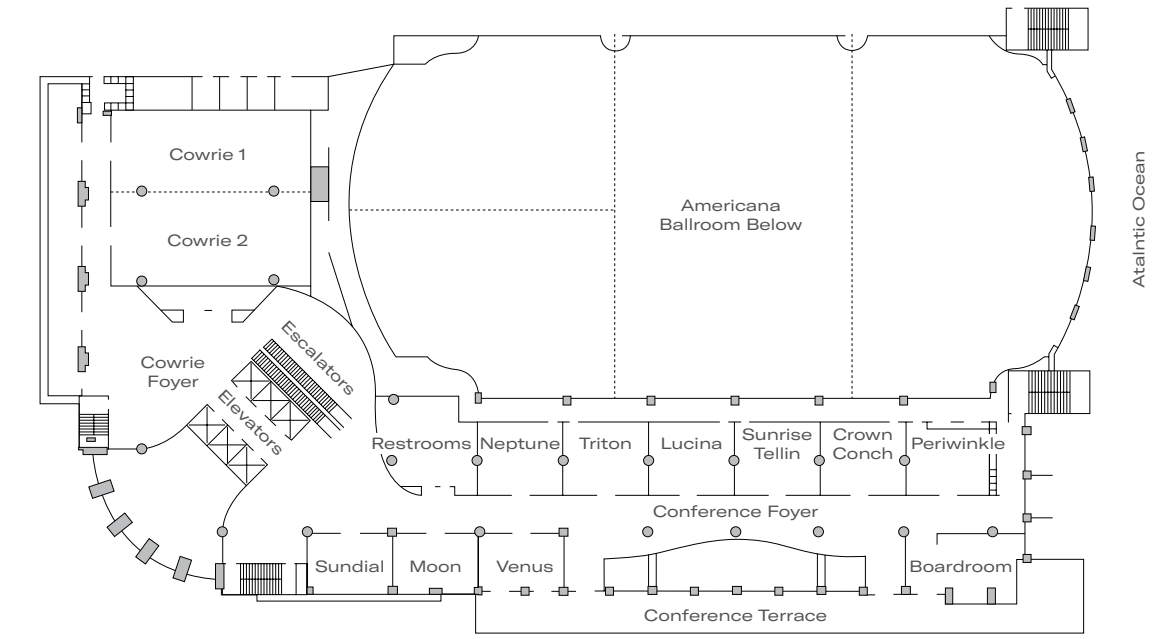 Cowrie 1
Cowrie 2
Americana
Ballroom Below
Atalntic Ocean
Escalators
Cowrie
Foyer
Elevators
Restrooms
Neptune
Triton
Lucina
Sunrise
Tellin
Crown
Conch
Periwinkle
Conference Foyer
Sundial
Moon
Venus
Boardroom
Conference Terrace